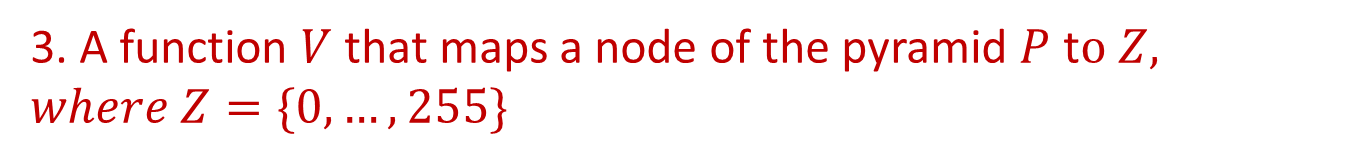 3. A function V that maps a node of the pyramid P to Z,
where Z = {0, … , 255}